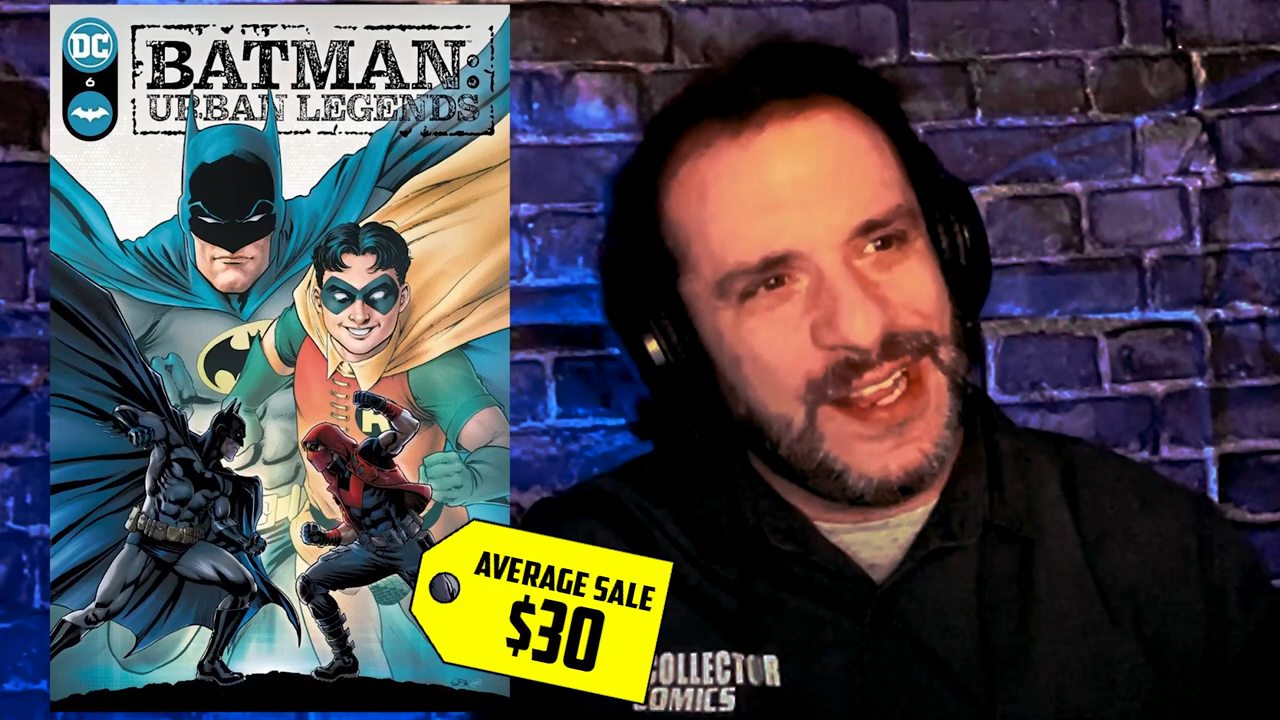 DC
BATMAN:
6
URBAN LEGENDS
R
AVERAGE SALE
$30
COLLECTOR
COMICS